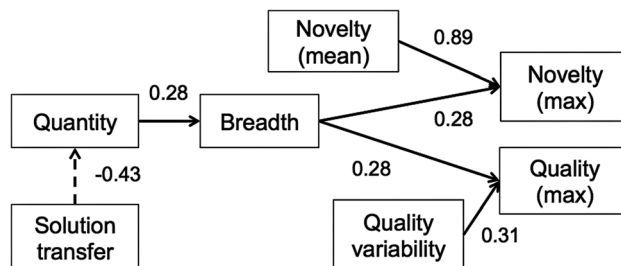 Novelty
(mean)
0.89
Novelty
(max)
0.28
Quantity
Breadth
0.28
-0.43
0.28
Quality
(max)
Solution
transfer
Quality
variability
0.31